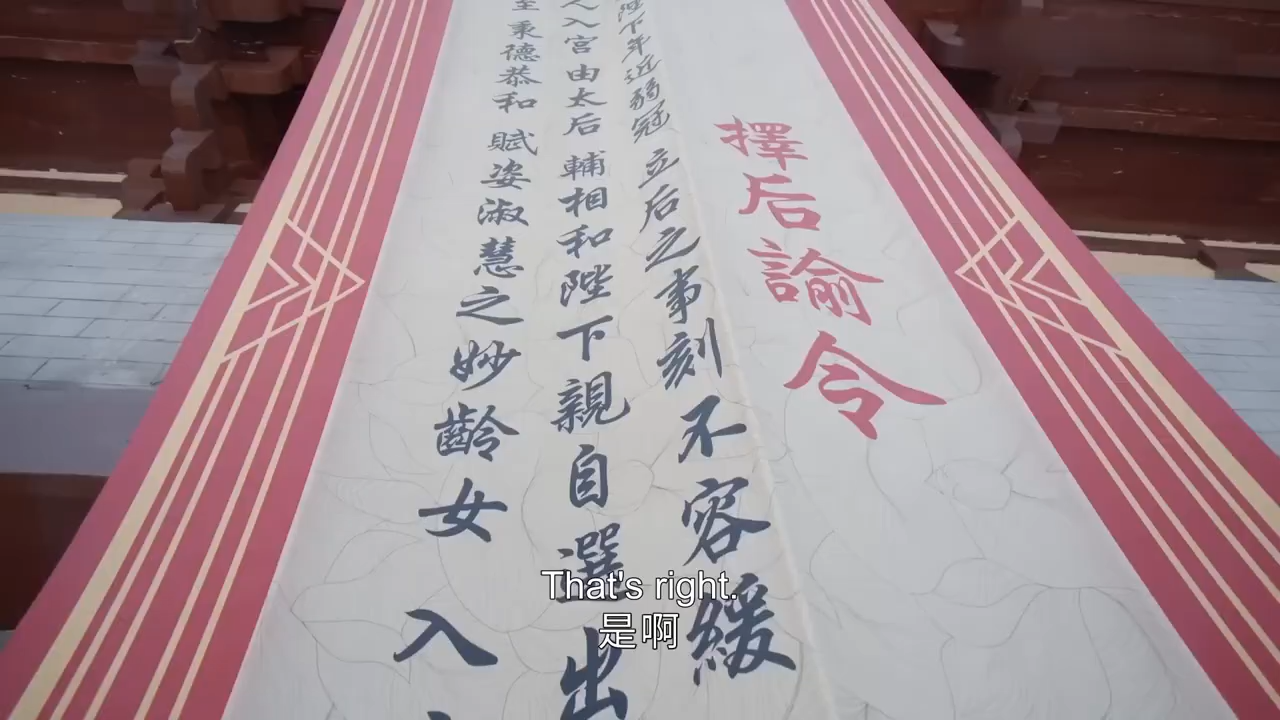 擇后諭令
陛下年近弱冠立后之事刻不容緩
入宮由太后輔相和陛下親自選出
秉德恭和賦姿淑慧之妙齡女入
That's right.
是啊